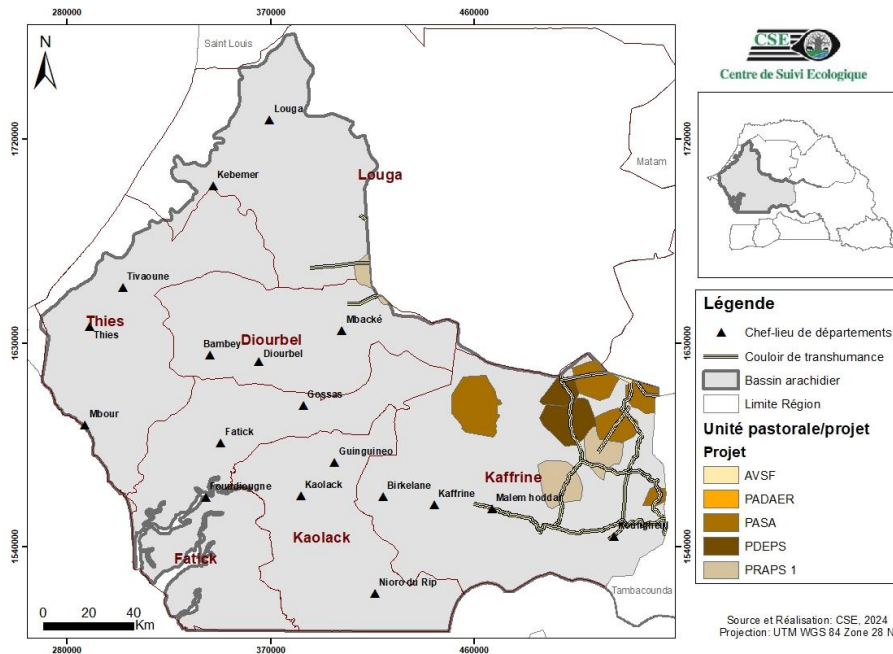 280000
370000
460000
N
Saint Louis
CSE
Centre de Suivi Ecologique
Louga
1720000
1720000
Matam
Kebemer
Louga
Tivaoune
Thies
Thies
Légende
Chef-lieu de départements
Couloir de transhumance
Bassin arachidier
Limite Région
Unité pastorale/projet
Projet
AVSF
PADAER
PASA
PDEPS
PRAPS 1
Mbacké
Diourbel
Bambey
Diourbel
1630000
1630000
Gossas
Mbour
Fatick
Guinguineo
Kaffrine
Foundiougne
Kaolack
Birkelane
Kaffrine
Malem hoddar
Kaolack
1540000
1540000
Fatick
Nioro du Rip
Tambacounda
0
20
40
Km
280000
370000
460000
Source et Réalisation: CSE, 2024
Projection: UTM WGS 84 Zone 28 N